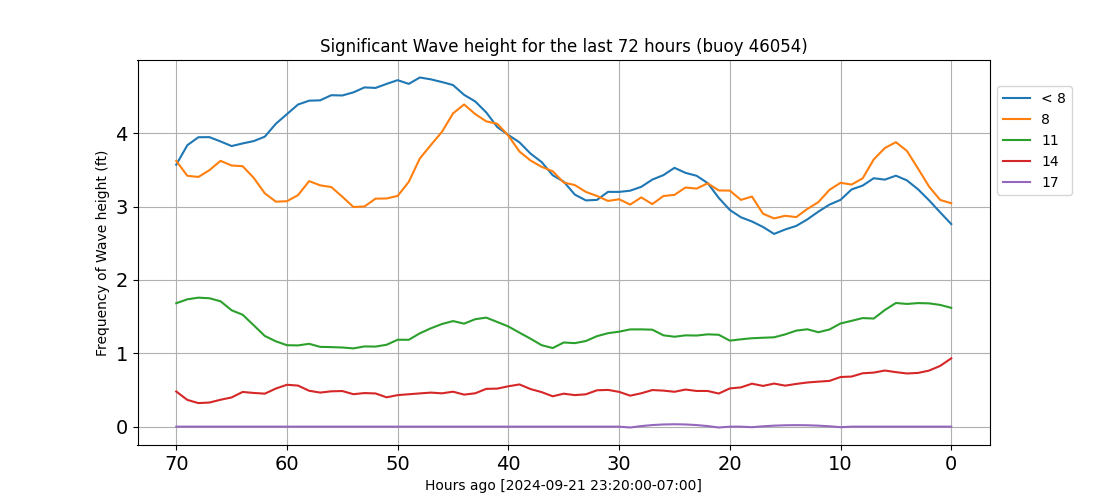 Significant Wave height for the last 72 hours (buoy 46054)
< 8
8
11
14
17
Frequency of Wave height (ft)
4
3
2
1
0
70 60 50 40 30 20 10 0
Hours ago [2024-09-21 23:20:00-07:00]